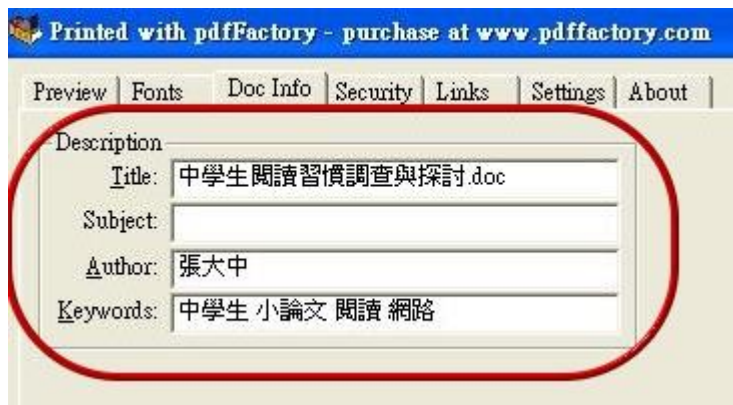 Printed with pdfFactory - purchase at www.pdffactory.com
Preview Fonts Doc Info Security Links Settings About
Description
Title: 中學生閱讀習慣調查與探討.doc
Subject:
Author: 張大中
Keywords: 中學生 小論文 閱讀 網路